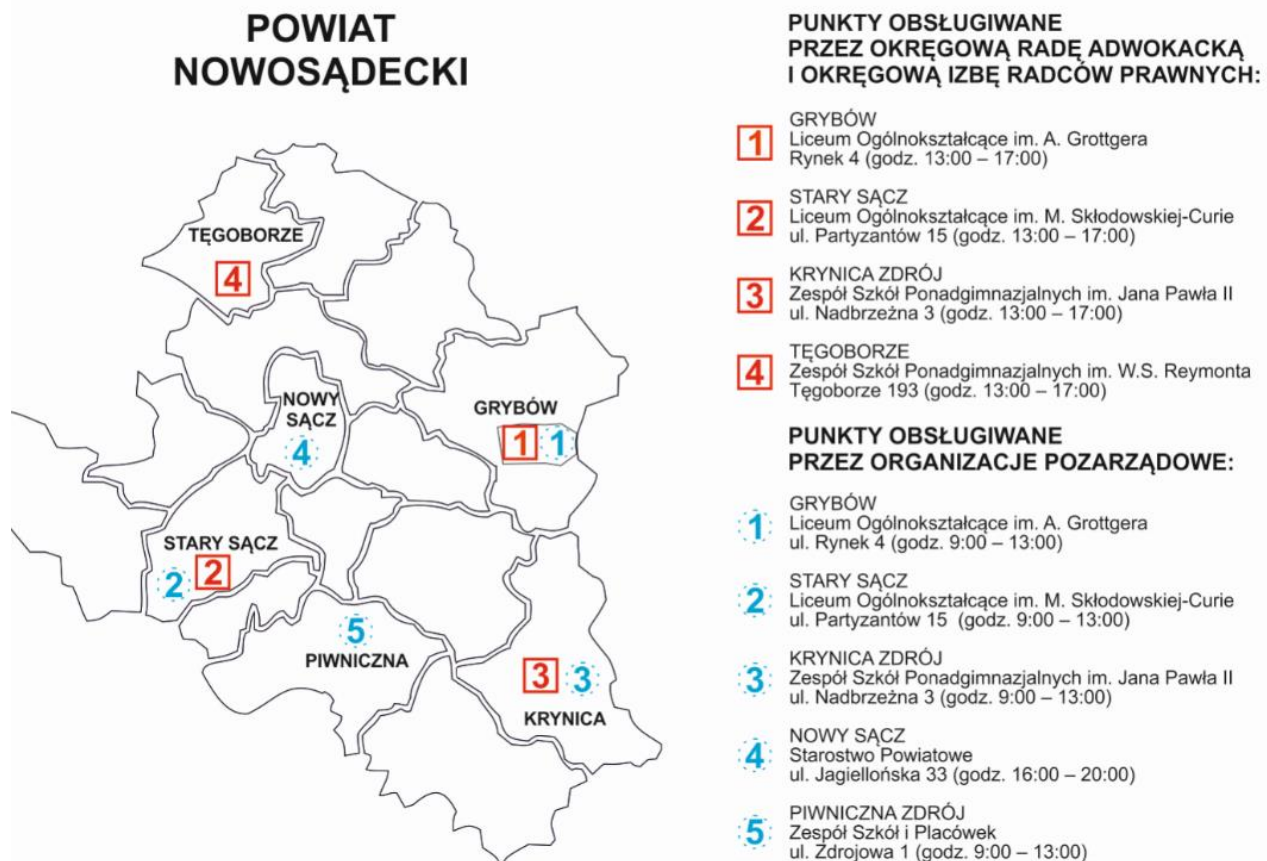 POWIAT
NOWOSĄDECKI
TĘGOBORZE
4
NOWY
SĄCZ
4
GRYBÓW
1
1
STARY SĄCZ
2
2
5
PIWNICZNA
3
3
KRYNICA
PUNKTY OBSŁUGIWANE
PRZEZ OKRĘGOWĄ RADĘ ADWOKACKĄ
I OKRĘGOWĄ IZBĘ RADCÓW PRAWNYCH:
1
GRYBÓW
Liceum Ogólnokształcące im. A. Grottgera
Rynek 4 (godz. 13:00 – 17:00)
2
STARY SĄCZ
Liceum Ogólnokształcące im. M. Skłodowskiej-Curie
ul. Partyzantów 15 (godz. 13:00 – 17:00)
3
KRYNICA ZDRÓJ
Zespół Szkół Ponadgimnazjalnych im. Jana Pawła II
ul. Nadbrzeżna 3 (godz. 13:00 – 17:00)
4
TĘGOBORZE
Zespół Szkół Ponadgimnazjalnych im. W.S. Reymonta
Tęgoborze 193 (godz. 13:00 – 17:00)
PUNKTY OBSŁUGIWANE
PRZEZ ORGANIZACJE POZARZĄDOWE:
1
GRYBÓW
Liceum Ogólnokształcące im. A. Grottgera
ul. Rynek 4 (godz. 9:00 – 13:00)
2
STARY SĄCZ
Liceum Ogólnokształcące im. M. Skłodowskiej-Curie
ul. Partyzantów 15 (godz. 9:00 – 13:00)
3
KRYNICA ZDRÓJ
Zespół Szkół Ponadgimnazjalnych im. Jana Pawła II
ul. Nadbrzeżna 3 (godz. 9:00 – 13:00)
4
NOWY SĄCZ
Starostwo Powiatowe
ul. Jagiellońska 33 (godz. 16:00 – 20:00)
5
PIWNICZNA ZDRÓJ
Zespół Szkół i Placówek
ul. Zdrojowa 1 (godz. 9:00 – 13:00)